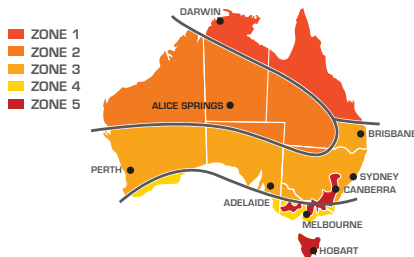 DARWIN
ZONE 1
ZONE 2
ZONE 3
ZONE 4
ZONE 5
ALICE SPRINGS
BRISBANE
PERTH
SYDNEY
CANBERRA
ADELAIDE
MELBOURNE
HOBART